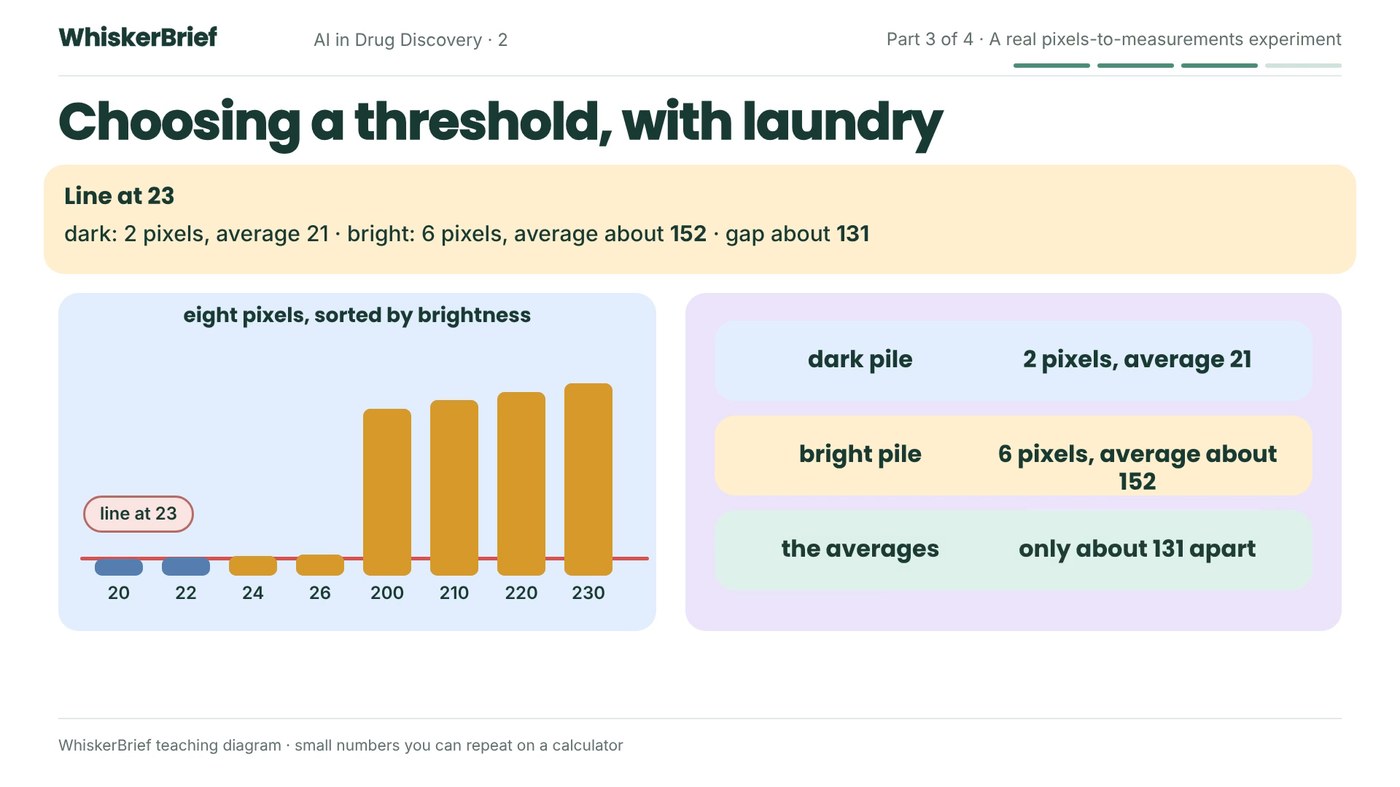 WhiskerBrief
AI in Drug Discovery · 2
Part 3 of 4 · A real pixels-to-measurements experiment
Choosing a threshold, with laundry
Line at 23
dark: 2 pixels, average 21 · bright: 6 pixels, average about 152 · gap about 131
eight pixels, sorted by brightness
line at 23
20 22 24 26 200 210 220 230
dark pile 2 pixels, average 21
bright pile 6 pixels, average about
152
the averages only about 131 apart
WhiskerBrief teaching diagram · small numbers you can repeat on a calculator